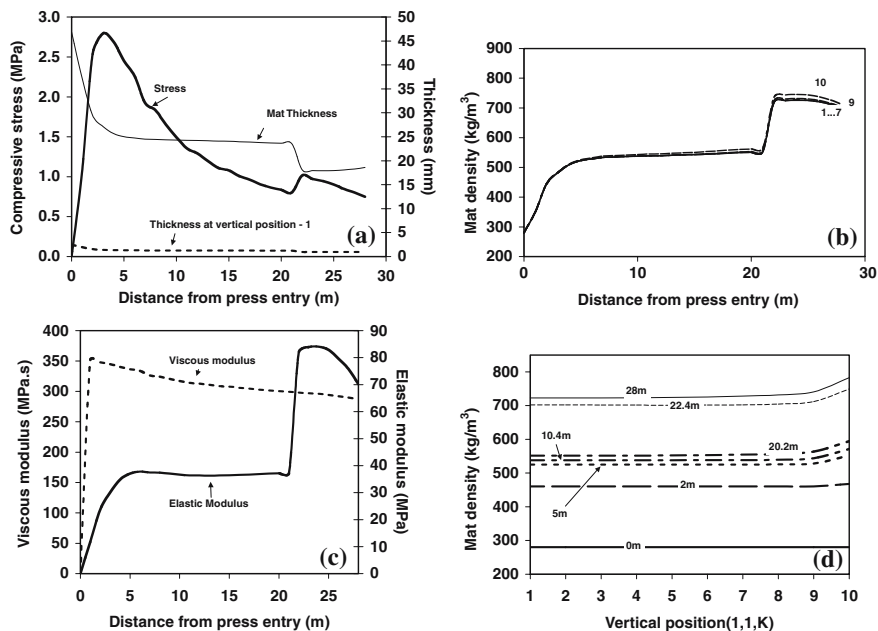 3.0
2.5
2.0
1.5
1.0
0.5
0.0
Compressive stress (MPa)
Stress
Mat Thickness
Thickness at vertical position - 1
(a)
50
45
40
35
30
25
20
15
10
5
0
Thickness (mm)
0 5 10 15 20 25
Distance from press entry (m)
900
800
700
600
500
400
300
200
Mat density (kg/m³)
10
9
1...7
(b)
0 10 20 30
Distance from press entry (m)
400
350
300
250
200
150
100
50
0
Viscous modulus (MPa.s)
Viscous modulus
Elastic Modulus
(c)
90
80
70
60
50
40
30
20
10
0
Elastic modulus (MPa)
0 5 10 15 20 25
Distance from press entry (m)
800
700
600
500
400
300
200
Mat density (kg/m³)
28m
22.4m
10.4m
20.2m
2m
5m
0m
(d)
1 2 3 4 5 6 7 8 9 10
Vertical position(1,1,K)